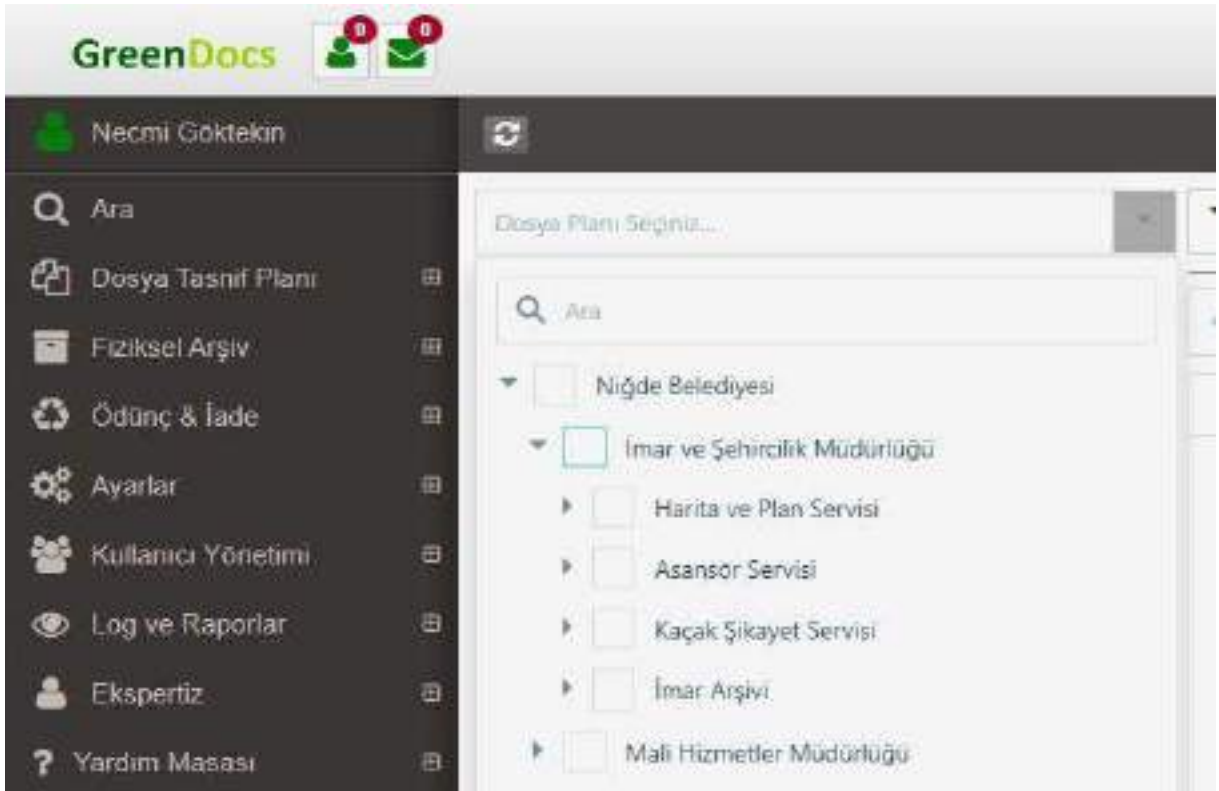 GreenDocs
0
0
Necmi Göktekin
Ara
Dosya Tasnif Planı
Fiziksel Arşiv
Ödünç & İade
Ayarlar
Kullanıcı Yönetimi
Log ve Raporlar
Ekspertiz
? Yardım Masası
Dosya Planı Seçiniz...
Ara
Niğde Belediyesi
İmar ve Şehircilik Müdürlüğü
Harita ve Plan Servisi
Asansör Servisi
Kaçak Şikayet Servisi
İmar Arşivi
Mali Hizmetler Müdürlüğü